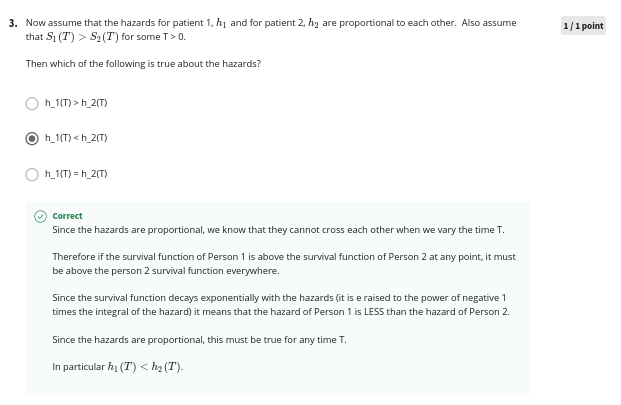 3. Now assume that the hazards for patient 1, h₁ and for patient 2, h₂ are proportional to each other. Also assume
that S₁(T) > S₂(T) for some T > 0.
1 / 1 point
Then which of the following is true about the hazards?
h_1(T) > h_2(T)
h_1(T) < h_2(T)
h_1(T) = h_2(T)
Correct
Since the hazards are proportional, we know that they cannot cross each other when we vary the time T.
Therefore if the survival function of Person 1 is above the survival function of Person 2 at any point, it must
be above the person 2 survival function everywhere.
Since the survival function decays exponentially with the hazards (it is e raised to the power of negative 1
times the integral of the hazard) it means that the hazard of Person 1 is LESS than the hazard of Person 2.
Since the hazards are proportional, this must be true for any time T.
In particular h₁(T) < h₂(T).